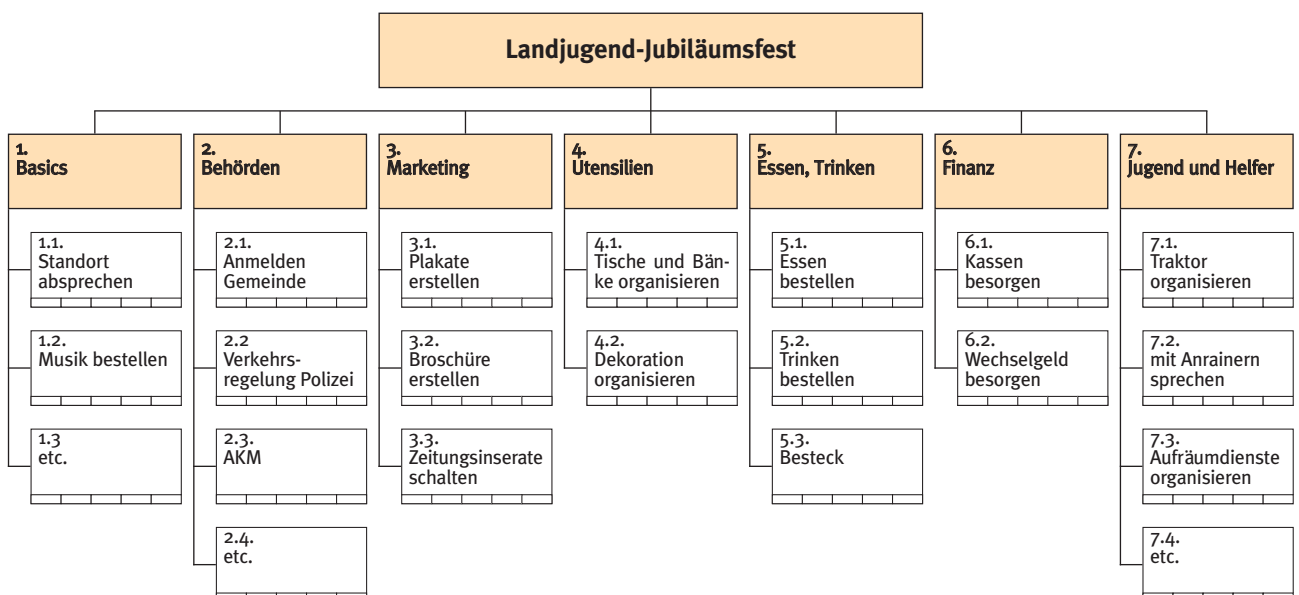 Landjugend-Jubiläumsfest
1.
Basics
2.
Behörden
3.
Marketing
4.
Utensilien
5.
Essen, Trinken
6.
Finanz
7.
Jugend und Helfer
1.1.
Standort
absprechen
2.1.
Anmelden
Gemeinde
3.1.
Plakate
erstellen
4.1.
Tische und Bän-
ke organisieren
5.1.
Essen
bestellen
6.1.
Kassen
besorgen
7.1.
Traktor
organisieren
1.2.
Musik bestellen
2.2
Verkehrs-
regelung Polizei
3.2.
Broschüre
erstellen
4.2.
Dekoration
organisieren
5.2.
Trinken
bestellen
6.2.
Wechselgeld
besorgen
7.2.
mit Anrainern
sprechen
1.3
etc.
2.3.
AKM
3.3.
Zeitungsinserate
schalten
5.3.
Besteck
7.3.
Aufräumdienste
organisieren
2.4.
etc.
7.4.
etc.